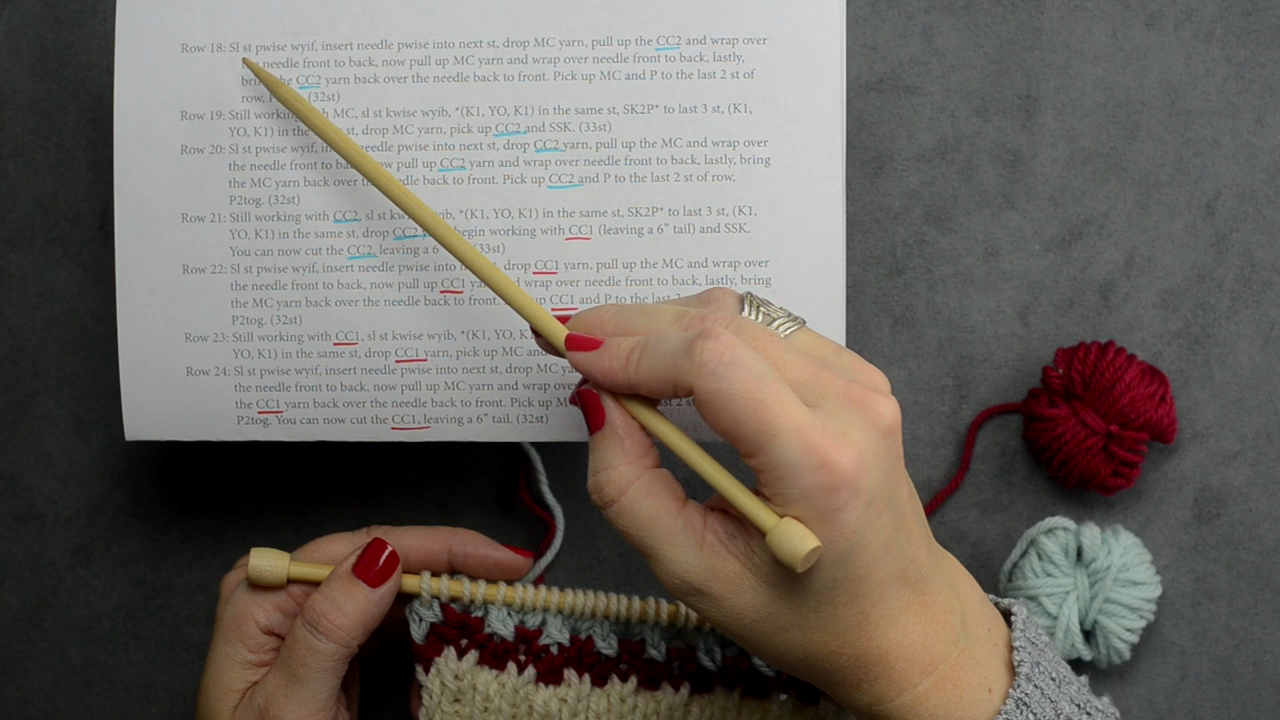 Row 18: Sl st pwise wyif, insert needle pwise into next st, drop MC yarn, pull up the CC2 and wrap over
needle front to back, now pull up MC yarn and wrap over needle front to back, lastly,
CC2 yarn back over the needle back to front. Pick up MC and P to the last 2 st of
row, (32st)
Row 19: Still MC, sl st kwise wyib, *(K1, YO, K1) in the same st, SK2P* to last 3 st, (K1,
YO, K1) in the st, drop MC yarn, pick up CC2 and SSK. (33st)
Row 20: Sl st pwise wyif, needle pwise into next st, drop CC2 yarn, pull up the MC and wrap over
the needle front to pull up CC2 yarn and wrap over needle front to back, lastly, bring
the MC yarn back over needle back to front. Pick up CC2 and P to the last 2 st of row,
P2tog. (32st)
Row 21: Still working with CC2, sl st *(K1, YO, K1) in the same st, SK2P* to last 3 st, (K1,
YO, K1) in the same st, drop CC2 begin working with CC1 (leaving a 6" tail) and SSK.
You can now cut the CC2, leaving a 6" (33st)
Row 22: Sl st pwise wyif, insert needle pwise into drop CC1 yarn, pull up the MC and wrap over
the needle front to back, now pull up CC1 wrap over needle front to back, lastly, bring
the MC yarn back over the needle back to front. up CC1 and P to the last
P2tog. (32st)
Row 23: Still working with CC1, sl st kwise wyib, *(K1, YO,
YO, K1) in the same st, drop CC1 yarn, pick up MC and
Row 24: Sl st pwise wyif, insert needle pwise into next st, drop MC
the needle front to back, now pull up MC yarn and wrap
the CC1 yarn back over the needle back to front. Pick up 2 st
P2tog. You can now cut the CC1, leaving a 6" tail. (32st)